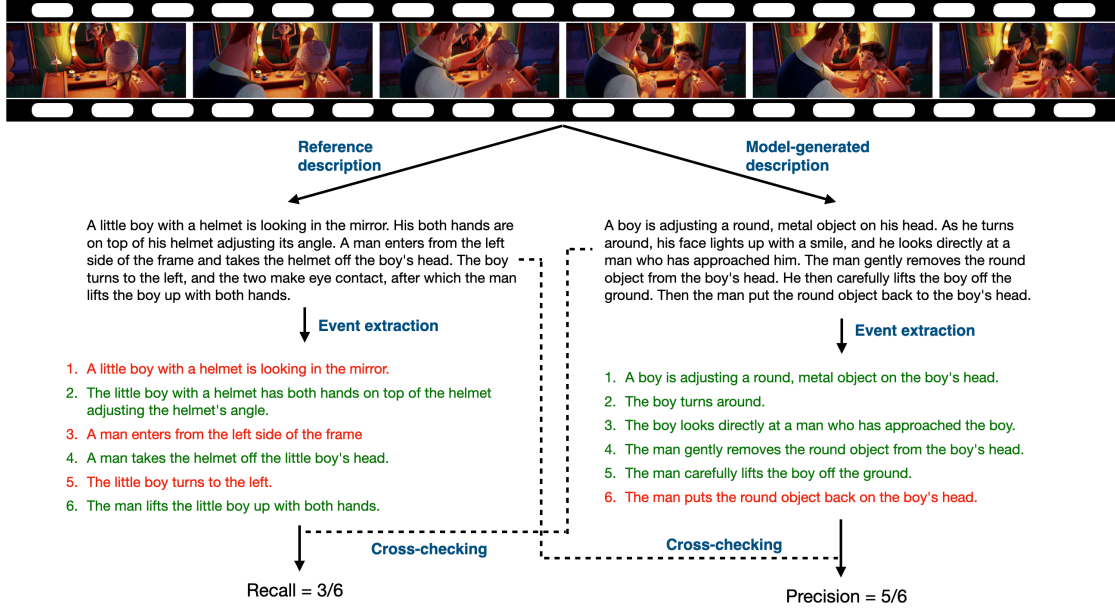 Reference
description
Model-generated
description
A little boy with a helmet is looking in the mirror. His both hands are
on top of his helmet adjusting its angle. A man enters from the left
side of the frame and takes the helmet off the boy's head. The boy
turns to the left, and the two make eye contact, after which the man
lifts the boy up with both hands.
A boy is adjusting a round, metal object on his head. As he turns
around, his face lights up with a smile, and he looks directly at a
man who has approached him. The man gently removes the round
object from the boy's head. He then carefully lifts the boy off the
ground. Then the man put the round object back to the boy's head.
Event extraction
Event extraction
1. A little boy with a helmet is looking in the mirror.
2. The little boy with a helmet has both hands on top of the helmet
adjusting the helmet's angle.
3. A man enters from the left side of the frame
4. A man takes the helmet off the little boy's head.
5. The little boy turns to the left.
6. The man lifts the little boy up with both hands.
1. A boy is adjusting a round, metal object on the boy's head.
2. The boy turns around.
3. The boy looks directly at a man who has approached the boy.
4. The man gently removes the round object from the boy's head.
5. The man carefully lifts the boy off the ground.
6. The man puts the round object back on the boy's head.
Cross-checking
Cross-checking
Recall = 3/6
Precision = 5/6